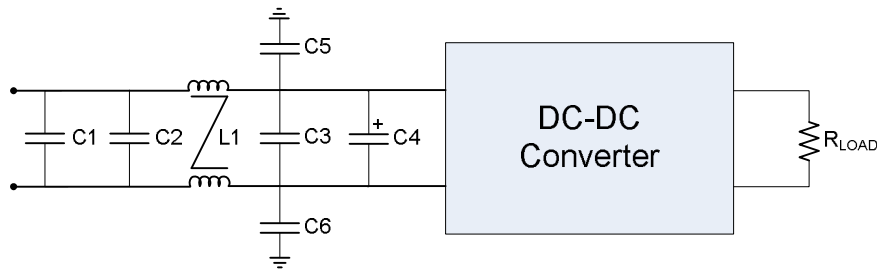 C5
C1
C2
L1
C3
+
C4
DC-DC
Converter
RLOAD
C6